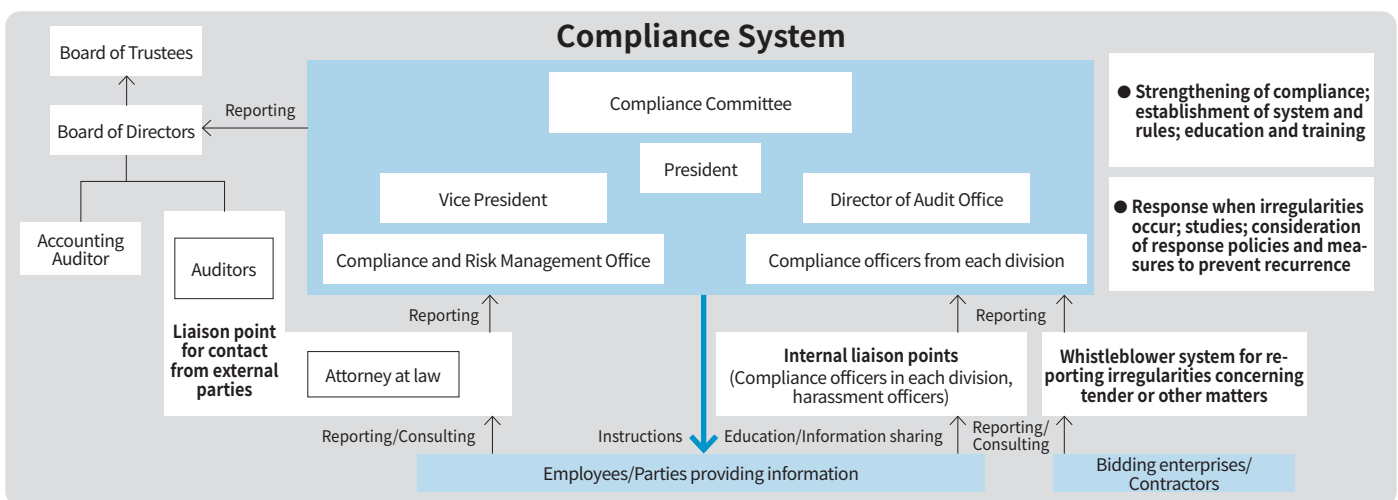 Compliance System
Board of Trustees
Reporting
Board of Directors
Accounting
Auditor
Auditors
Liaison point
for contact
from external
parties
Attorney at law
Compliance Committee
President
Vice President
Director of Audit Office
Compliance and Risk Management Office
Compliance officers from each division
● Strengthening of compliance;
establishment of system and
rules; education and training
● Response when irregularities
occur; studies; consideration
of response policies and mea-
sures to prevent recurrence
Reporting
Reporting
Internal liaison points
(Compliance officers in each division,
harassment officers)
Whistleblower system for re-
porting irregularities concerning
tender or other matters
Reporting/Consulting
Instructions
Education/Information sharing
Reporting/
Consulting
Employees/Parties providing information
Bidding enterprises/
Contractors